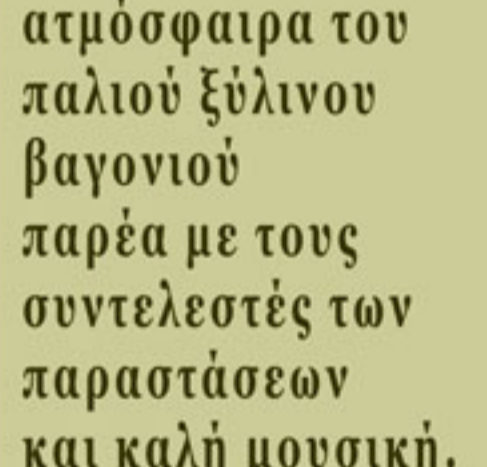 ατμόσφαιρα του
παλιού ξύλινου
βαγονιού
παρέα με τους
συντελεστές των
παραστάσεων
και καλή μουσική.